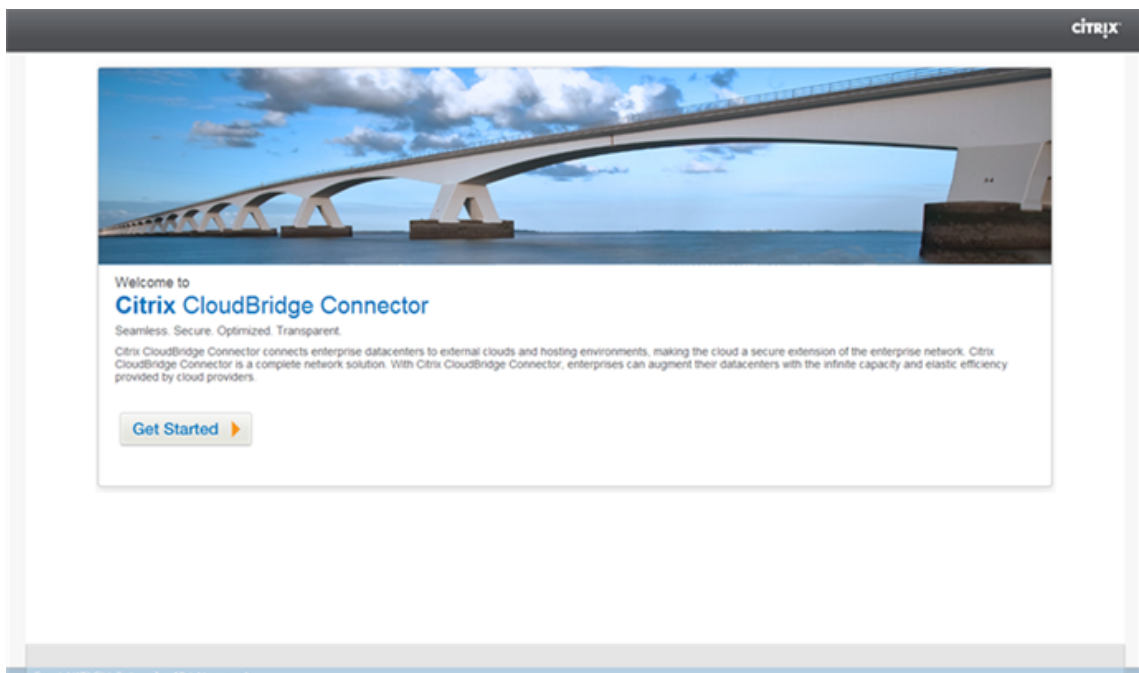 CİTRIX
Welcome to
Citrix CloudBridge Connector
Seamless. Secure. Optimized. Transparent.
Citrix CloudBridge Connector connects enterprise datacenters to external clouds and hosting environments, making the cloud a secure extension of the enterprise network. Citrix
CloudBridge Connector is a complete network solution. With Citrix CloudBridge Connector, enterprises can augment their datacenters with the infinite capacity and elastic efficiency
provided by cloud providers.
Get Started